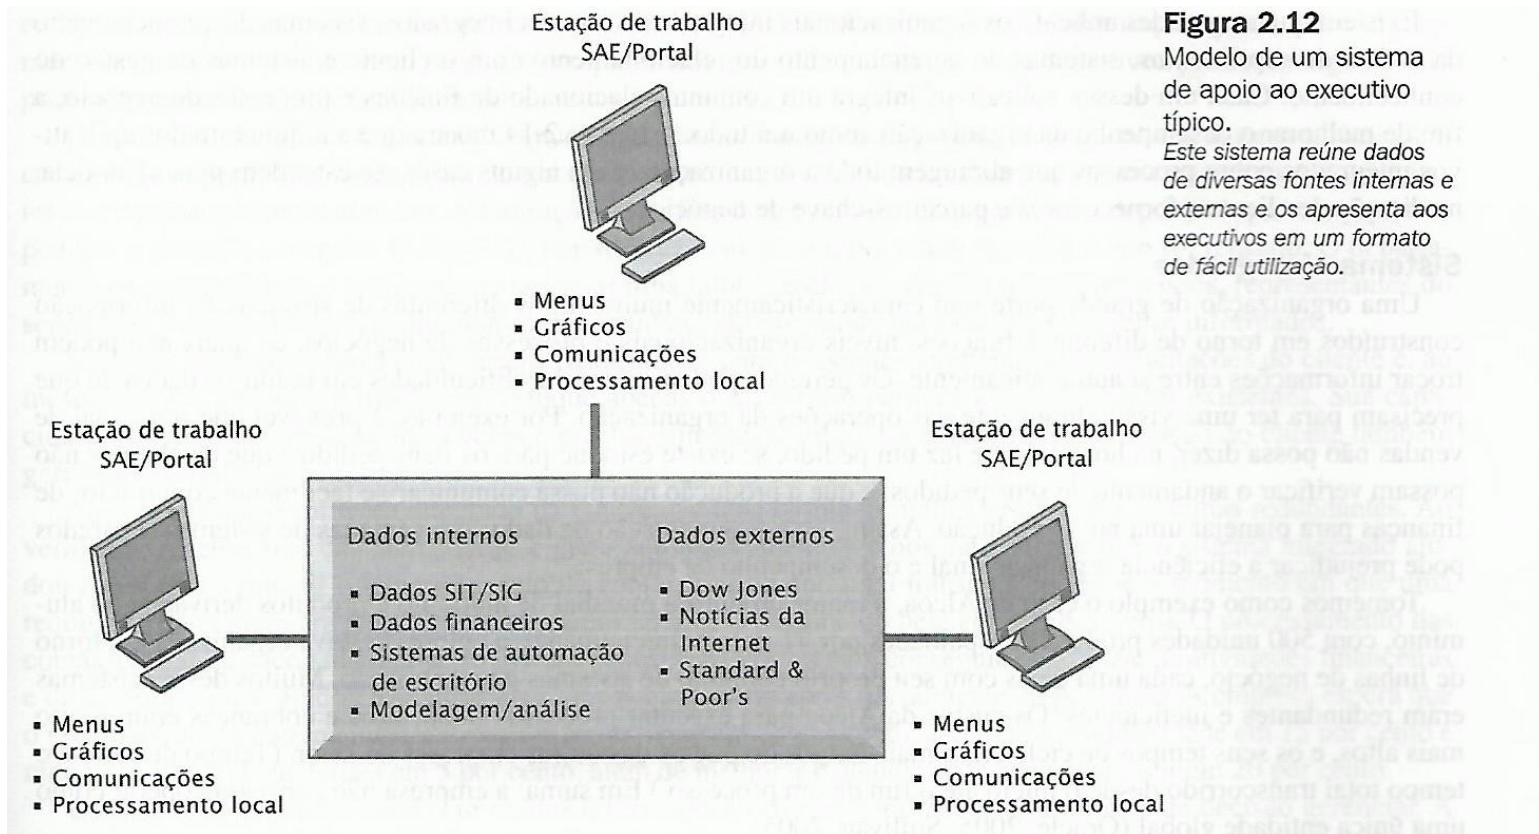 Estação de trabalho
SAE/Portal
Figura 2.12
Modelo de um sistema
de apoio ao executivo
típico.
Este sistema reúne dados
de diversas fontes internas e
externas e os apresenta aos
executivos em um formato
de fácil utilização.
▪ Menus
▪ Gráficos
▪ Comunicações
▪ Processamento local
Estação de trabalho
SAE/Portal
Estação de trabalho
SAE/Portal
Dados internos
▪ Dados SIT/SIG
▪ Dados financeiros
▪ Sistemas de automação
de escritório
▪ Modelagem/análise
Dados externos
▪ Dow Jones
▪ Notícias da
Internet
▪ Standard &
Poor's
▪ Menus
▪ Gráficos
▪ Comunicações
▪ Processamento local
▪ Menus
▪ Gráficos
▪ Comunicações
▪ Processamento local